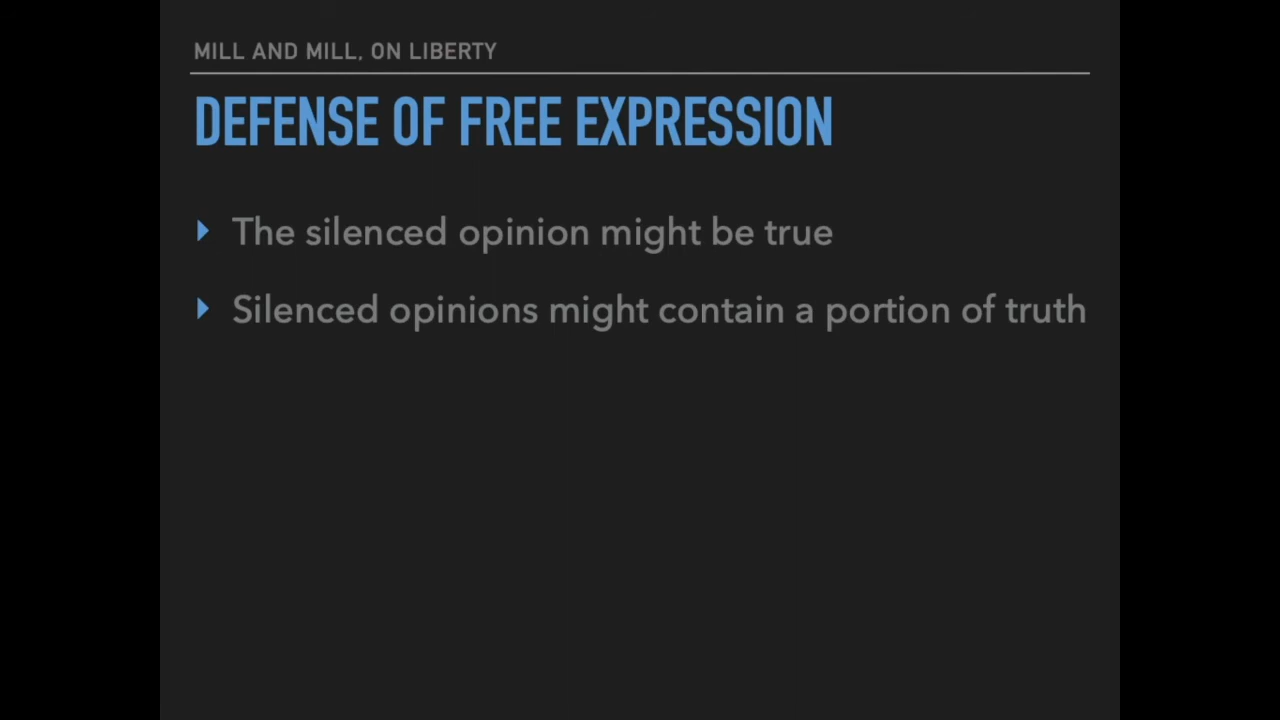 MILL AND MILL, ON LIBERTY
DEFENSE OF FREE EXPRESSION
The silenced opinion might be true
Silenced opinions might contain a portion of truth